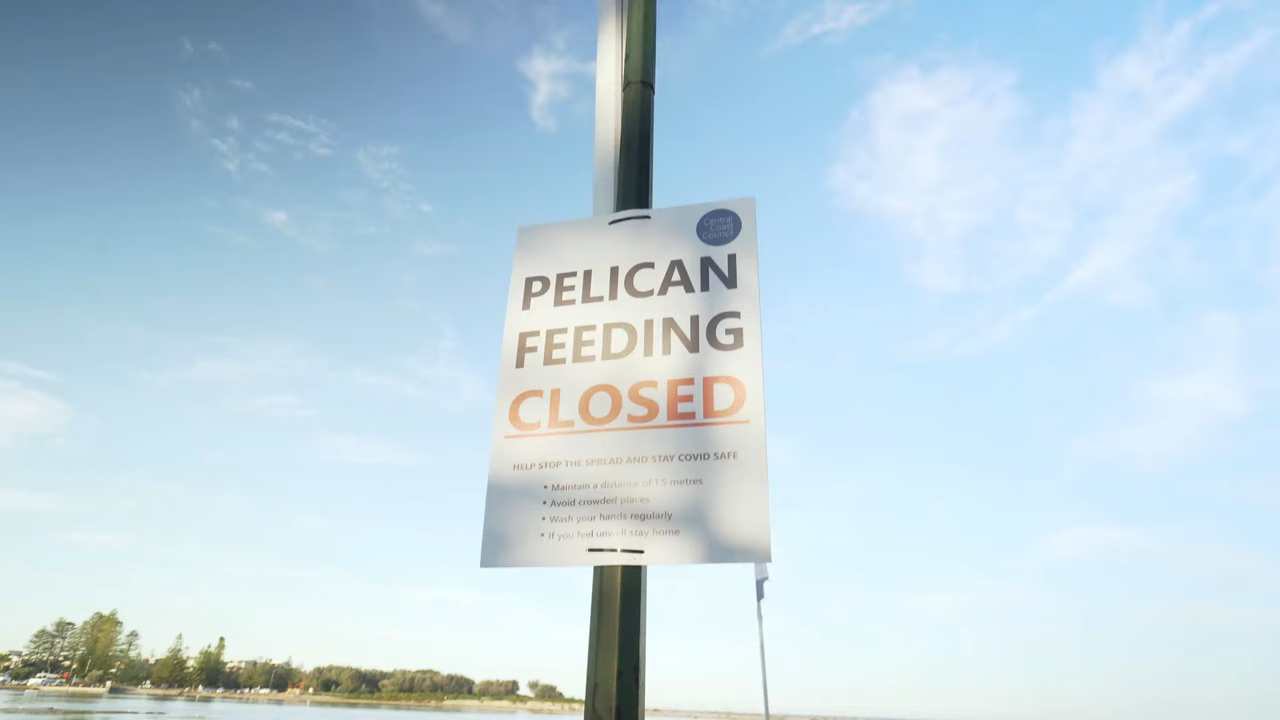 Central
Coast
Council
PELICAN
FEEDING
CLOSED
HELP STOP THE SPREAD AND STAY COVID SAFE
• Maintain a distance of 1.5 metres
• Avoid crowded places
• Wash your hands regularly
• If you feel unwell stay home